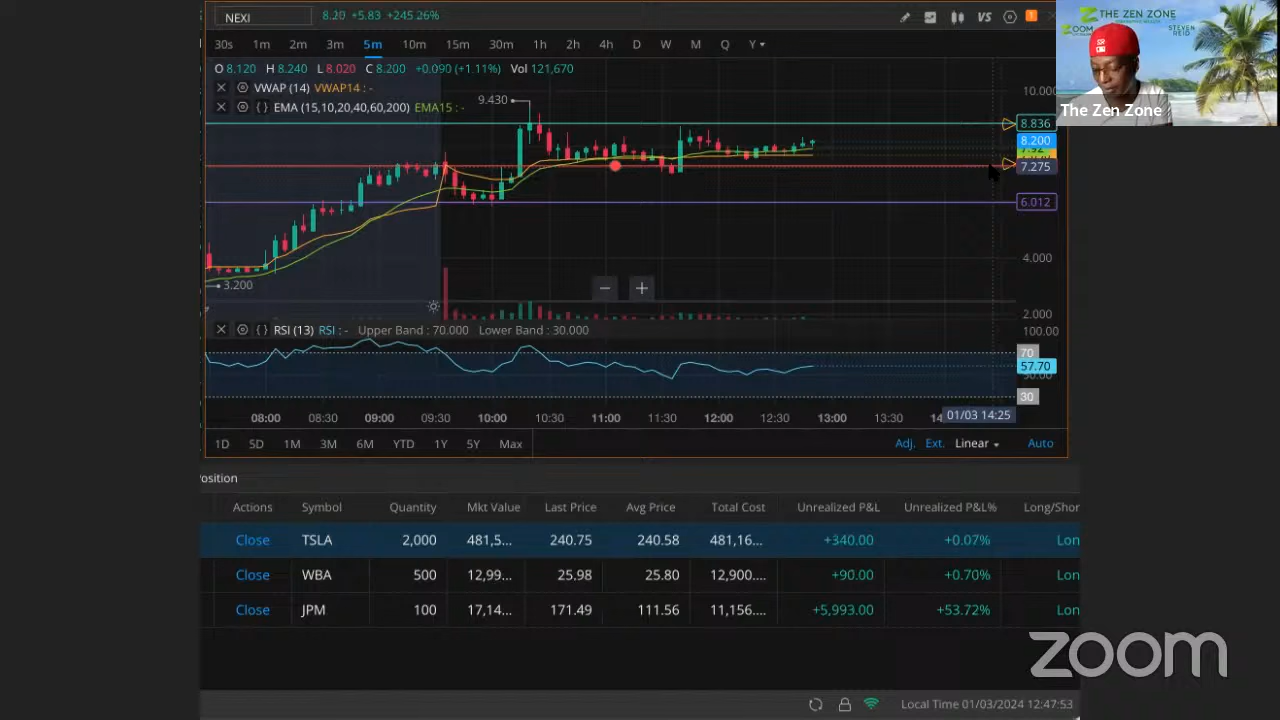 NEXI 8.20 +5.83 +245.26%
VS
30s 1m 2m 3m 5m 10m 15m 30m 1h 2h 4h D W M Q Y
O 8.120 H 8.240 L 8.020 C 8.200 +0.090 (+1.11%) Vol 121,670
VWAP (14) VWAP14 : -
EMA (15,10,20,40,60,200) EMA15 : -
9.430
10.000
8.836
8.200
7.275
6.012
4.000
3.200
2.000
RSI (13) RSI : - Upper Band : 70.000 Lower Band : 30.000
100.00
70
57.70
30
08:00 08:30 09:00 09:30 10:00 10:30 11:00 11:30 12:00 12:30 13:00 13:30 01/03 14:25
1D 5D 1M 3M 6M YTD 1Y 5Y Max Adj. Ext. Linear Auto
THE ZEN ZONE
ZOOM
STEVEN REID
The Zen Zone
osition
Actions Symbol Quantity Mkt Value Last Price Avg Price Total Cost Unrealized P&L Unrealized P&L% Long/Shor
Close TSLA 2,000 481,5... 240.75 240.58 481,16... +340.00 +0.07% Lon
Close WBA 500 12,99... 25.98 25.80 12,900.... +90.00 +0.70% Lon
Close JPM 100 17,14... 171.49 111.56 11,156.... +5,993.00 +53.72% Lon
zoom
Local Time 01/03/2024 12:47:53